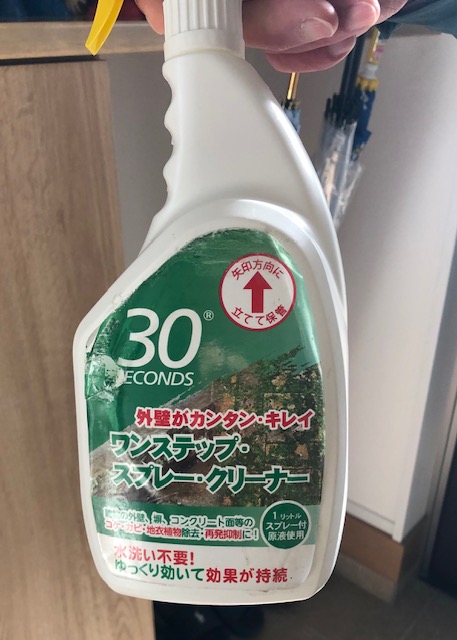 矢印方向に
立てて保管
30®
ECONDS
外壁がカンタン・キレイ
ワンステップ・
スプレー・クリーナー
の外壁、塀、コンクリート面等の
コケ・カビ・地衣植物除去・再発抑制に!
1リットル
スプレー付
原液使用
水洗い不要!
ゆっくり効いて効果が持続